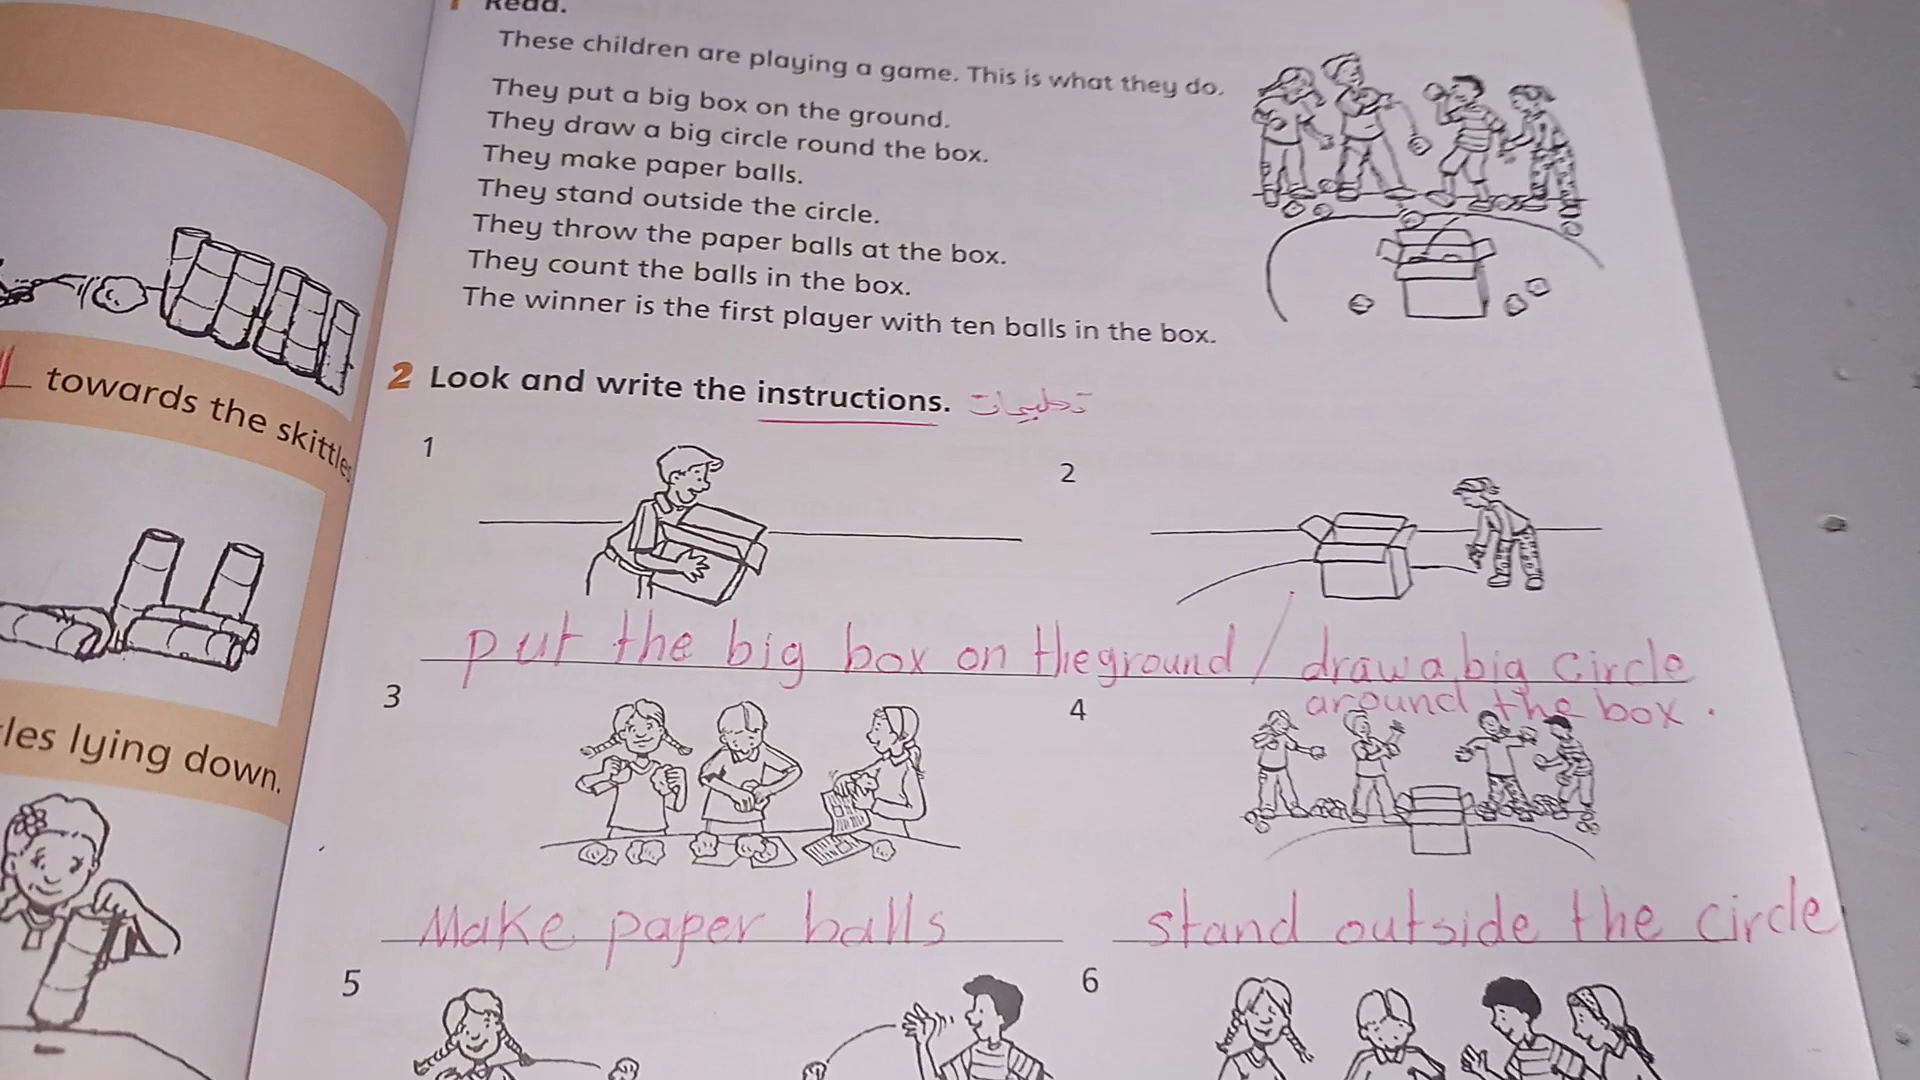 Read.
These children are playing a game. This is what they do.
They put a big box on the ground.
They draw a big circle round the box.
They make paper balls.
They stand outside the circle.
They throw the paper balls at the box.
They count the balls in the box.
The winner is the first player with ten balls in the box.
2 Look and write the instructions. تعليمات
1
2
put the big box on the ground / draw a big circle
around the box.
3
4
Make paper balls
stand outside the circle
5
6
towards the skittles
les lying down.